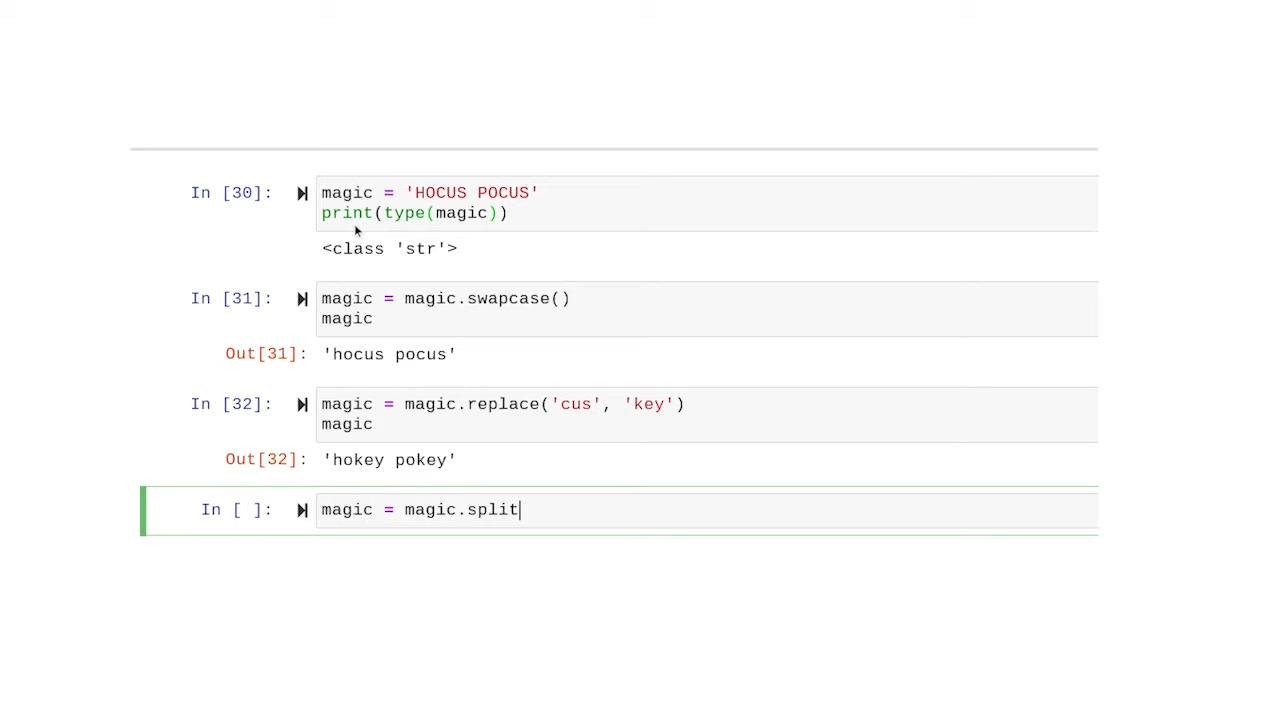 In [30]: magic = 'HOCUS POCUS'
print(type(magic))
<class 'str'>
In [31]: magic = magic.swapcase()
magic
Out[31]: 'hocus pocus'
In [32]: magic = magic.replace('cus', 'key')
magic
Out[32]: 'hokey pokey'
In [ ]: magic = magic.split